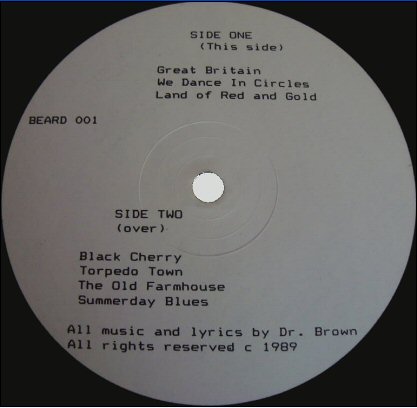 SIDE ONE
(This side)
Great Britain
We Dance In Circles
Land of Red and Gold
BEARD 001
SIDE TWO
(over)
Black Cherry
Torpedo Town
The Old Farmhouse
Summerday Blues
All music and lyrics by Dr. Brown
All rights reserved c 1989